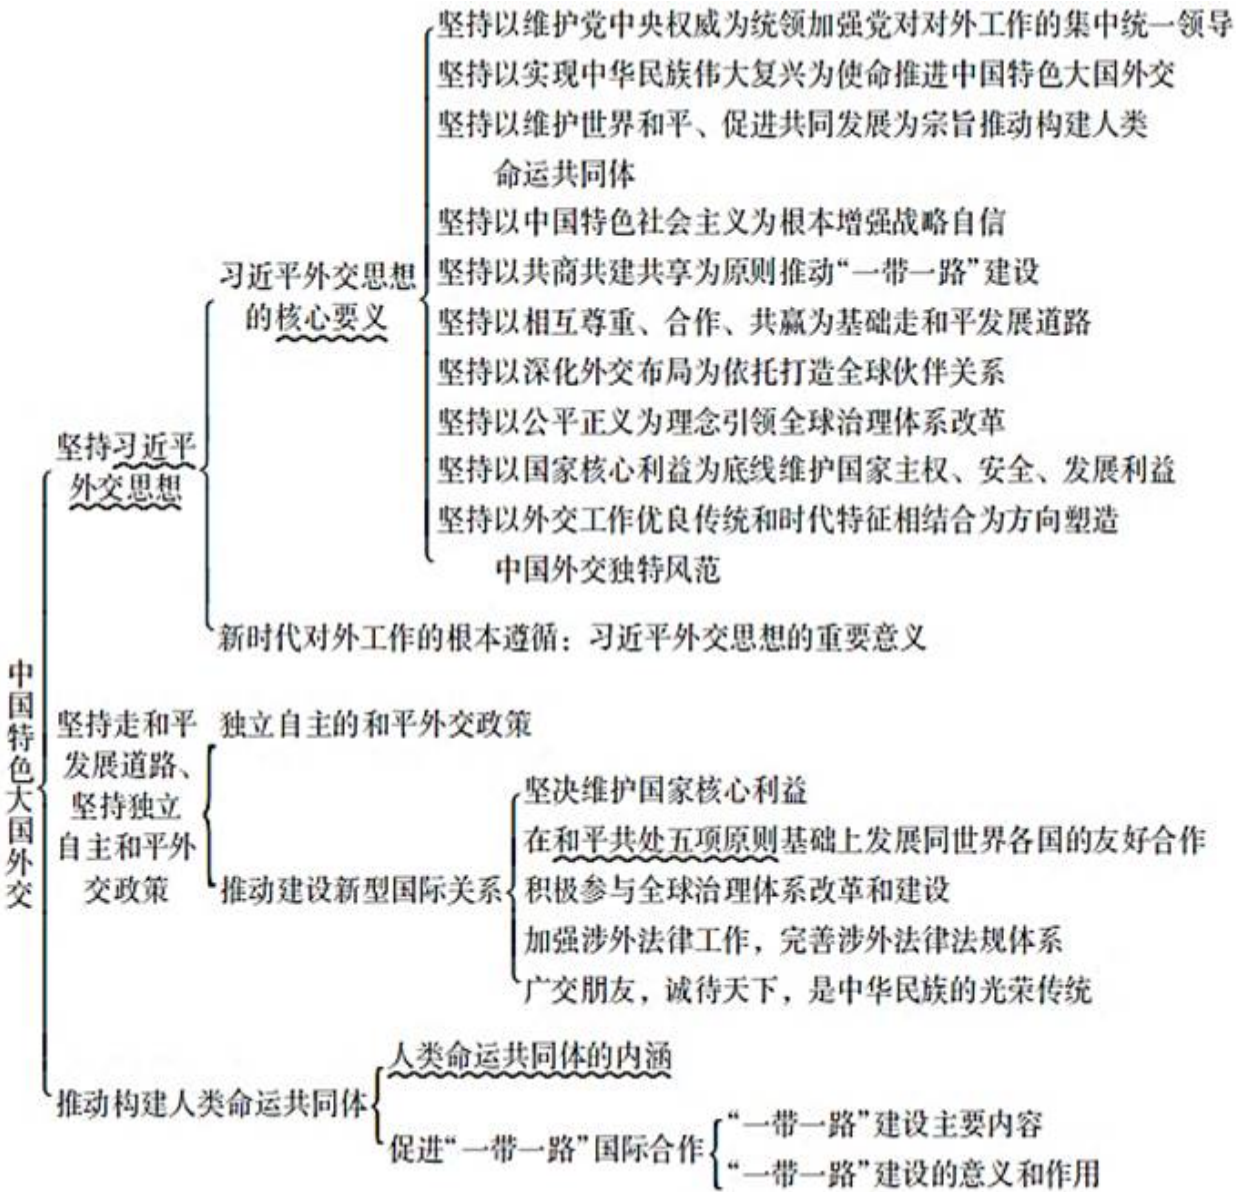 坚持以维护党中央权威为统领加强党对对外工作的集中统一领导
坚持以实现中华民族伟大复兴为使命推进中国特色大国外交
坚持以维护世界和平、促进共同发展为宗旨推动构建人类
命运共同体
坚持以中国特色社会主义为根本增强战略自信
习近平外交思想
的核心要义
坚持以共商共建共享为原则推动“一带一路”建设
坚持以相互尊重、合作、共赢为基础走和平发展道路
坚持以深化外交布局为依托打造全球伙伴关系
坚持以公平正义为理念引领全球治理体系改革
坚持习近平
外交思想
坚持以国家核心利益为底线维护国家主权、安全、发展利益
坚持以外交工作优良传统和时代特征相结合为方向塑造
中国外交独特风范
新时代对外工作的根本遵循：习近平外交思想的重要意义
中国特色大国外交
坚持走和平
发展道路、
坚持独立
自主和平外
交政策
独立自主的和平外交政策
推动建设新型国际关系
坚决维护国家核心利益
在和平共处五项原则基础上发展同世界各国的友好合作
积极参与全球治理体系改革和建设
加强涉外法律工作，完善涉外法律法规体系
广交朋友，诚待天下，是中华民族的光荣传统
推动构建人类命运共同体
人类命运共同体的内涵
促进“一带一路”国际合作
“一带一路”建设主要内容
“一带一路”建设的意义和作用